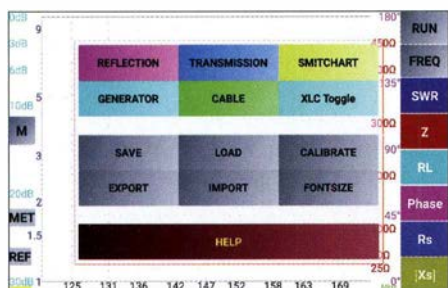 0dB 9 180° RUN
3dB 450Ω
REFLECTION TRANSMISSION SMITCHART
6dB FREQ
135°
GENERATOR CABLE XLC Toggle SWR
10dB 5
M 300Ω Z
SAVE LOAD CALIBRATE 90°
3 RL
EXPORT IMPORT FONTSIZE
20dB 2 Phase
MET 45°
1.5 HELP Rs
REF
250
30dB 1 125 131 136 142 147 152 158 163 169 [Xs]